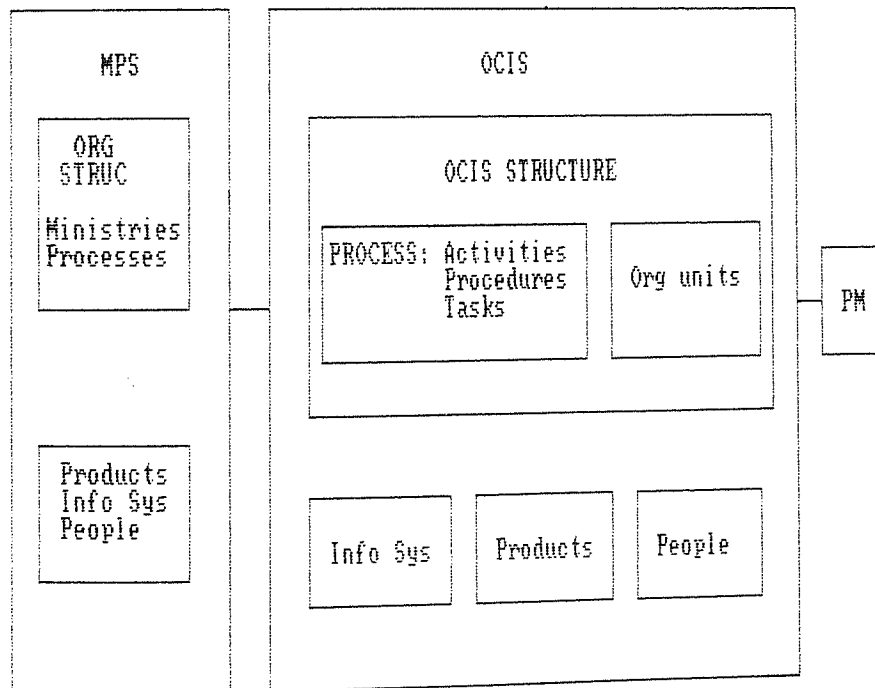 MPS
ORG
STRUC
Ministries
Processes
Products
Info Sys
People
OCIS
OCIS STRUCTURE
PROCESS: Activities
Procedures
Tasks
Org units
Info Sys
Products
People
PM